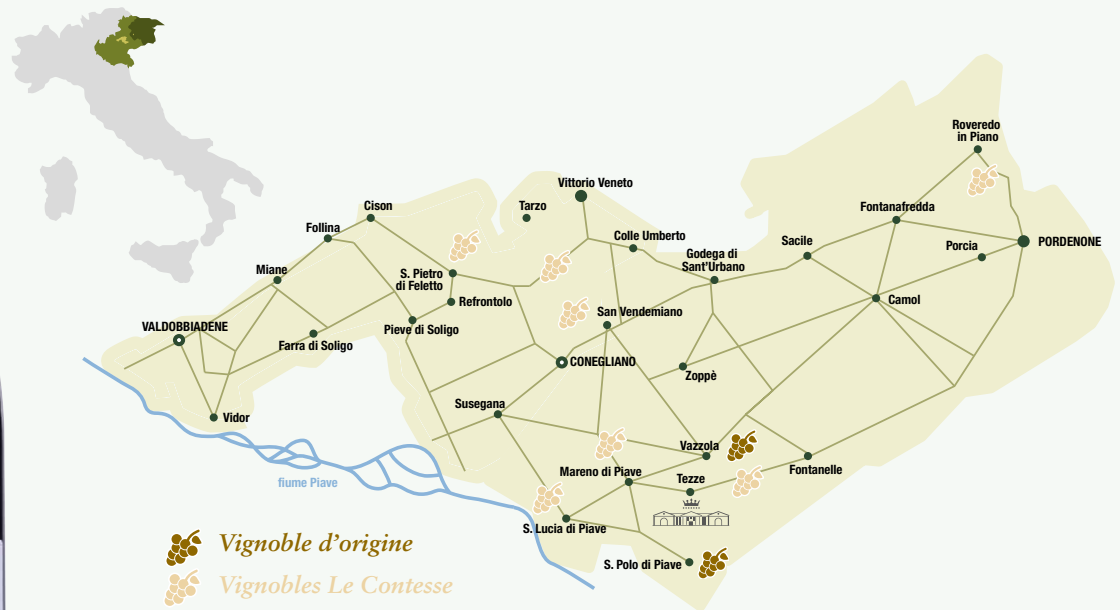 Roveredo
in Piano
Vittorio Veneto
Cison
Tarzo
Fontanafredda
Follina
Colle Umberto
Sacile
Porcia
PORDENONE
Godega di
Sant'Urbano
Miane
S. Pietro
di Feletto
Refrontolo
Camol
San Vendemiano
VALDOBBIADENE
Pieve di Soligo
Farra di Soligo
CONEGLIANO
Zoppè
Susegana
Vidor
Vazzola
Mareno di Piave
Tezze
Fontanelle
fiume Piave
S. Lucia di Piave
S. Polo di Piave
Vignoble d'origine
Vignobles Le Contesse